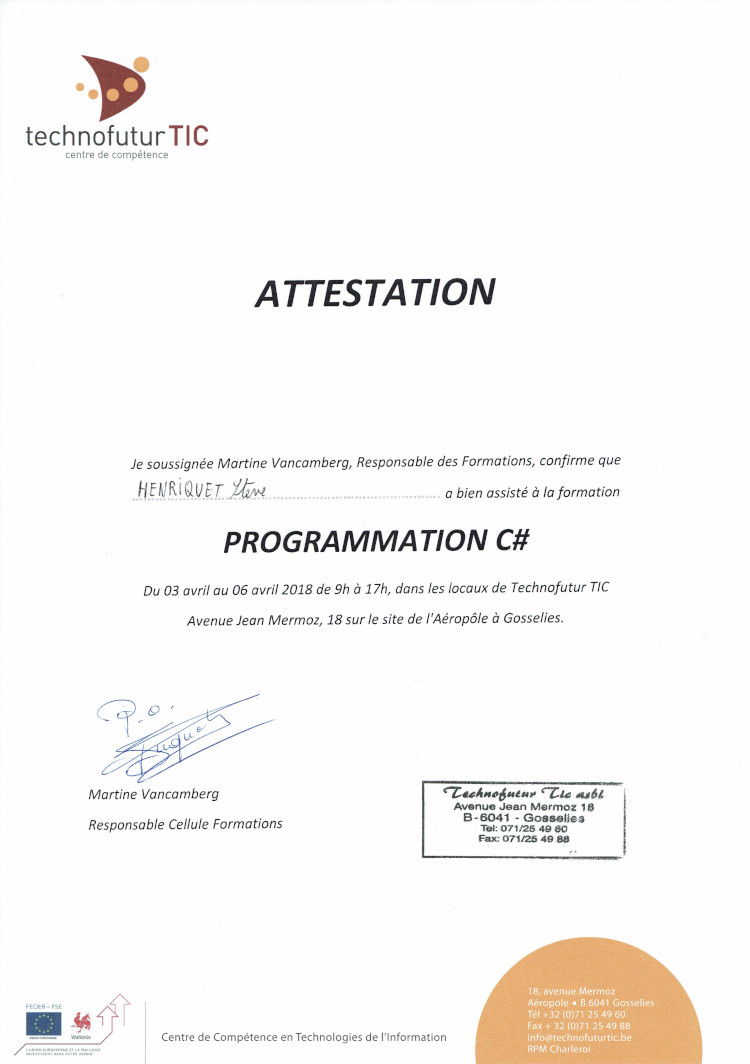 technofutur TIC
centre de compétence
ATTESTATION
Je soussignée Martine Vancamberg, Responsable des Formations, confirme que
HENRIQUET Steve a bien assisté à la formation
PROGRAMMATION C#
Du 03 avril au 06 avril 2018 de 9h à 17h, dans les locaux de Technofutur TIC
Avenue Jean Mermoz, 18 sur le site de l'Aéropôle à Gosselies.
P.O.
Martine Vancamberg
Responsable Cellule Formations
Technofutur Tic asbl
Avenue Jean Mermoz 18
B-6041 - Gosselies
Tel: 071/25 49 60
Fax: 071/25 49 88
FEDER – FSE
UNION EUROPÉENNE
Wallonie
L'UNION EUROPÉENNE ET LA WALLONIE
INVESTISSENT DANS VOTRE AVENIR
Centre de Compétence en Technologies de l'Information
18, avenue Mermoz
Aéropole • B 6041 Gosselies
Tél +32 (0)71 25 49 60
Fax + 32 (0)71 25 49 88
info@technofuturtic.be
RPM Charleroi